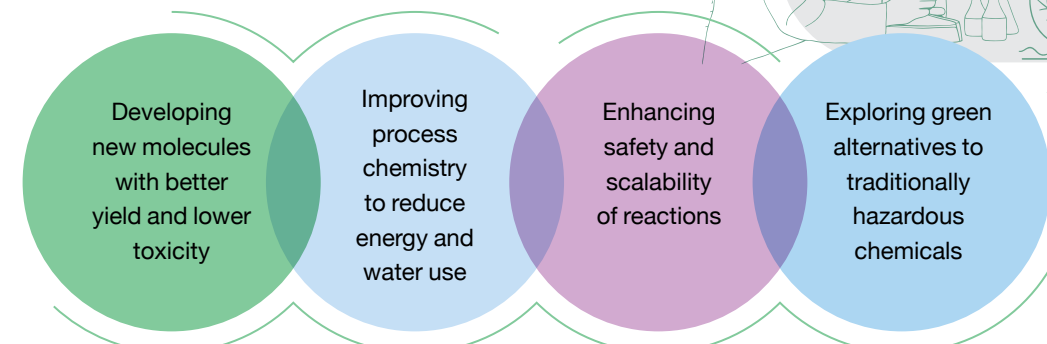 Developing
new molecules
with better
yield and lower
toxicity
Improving
process
chemistry
to reduce
energy and
water use
Enhancing
safety and
scalability
of reactions
Exploring green
alternatives to
traditionally
hazardous
chemicals